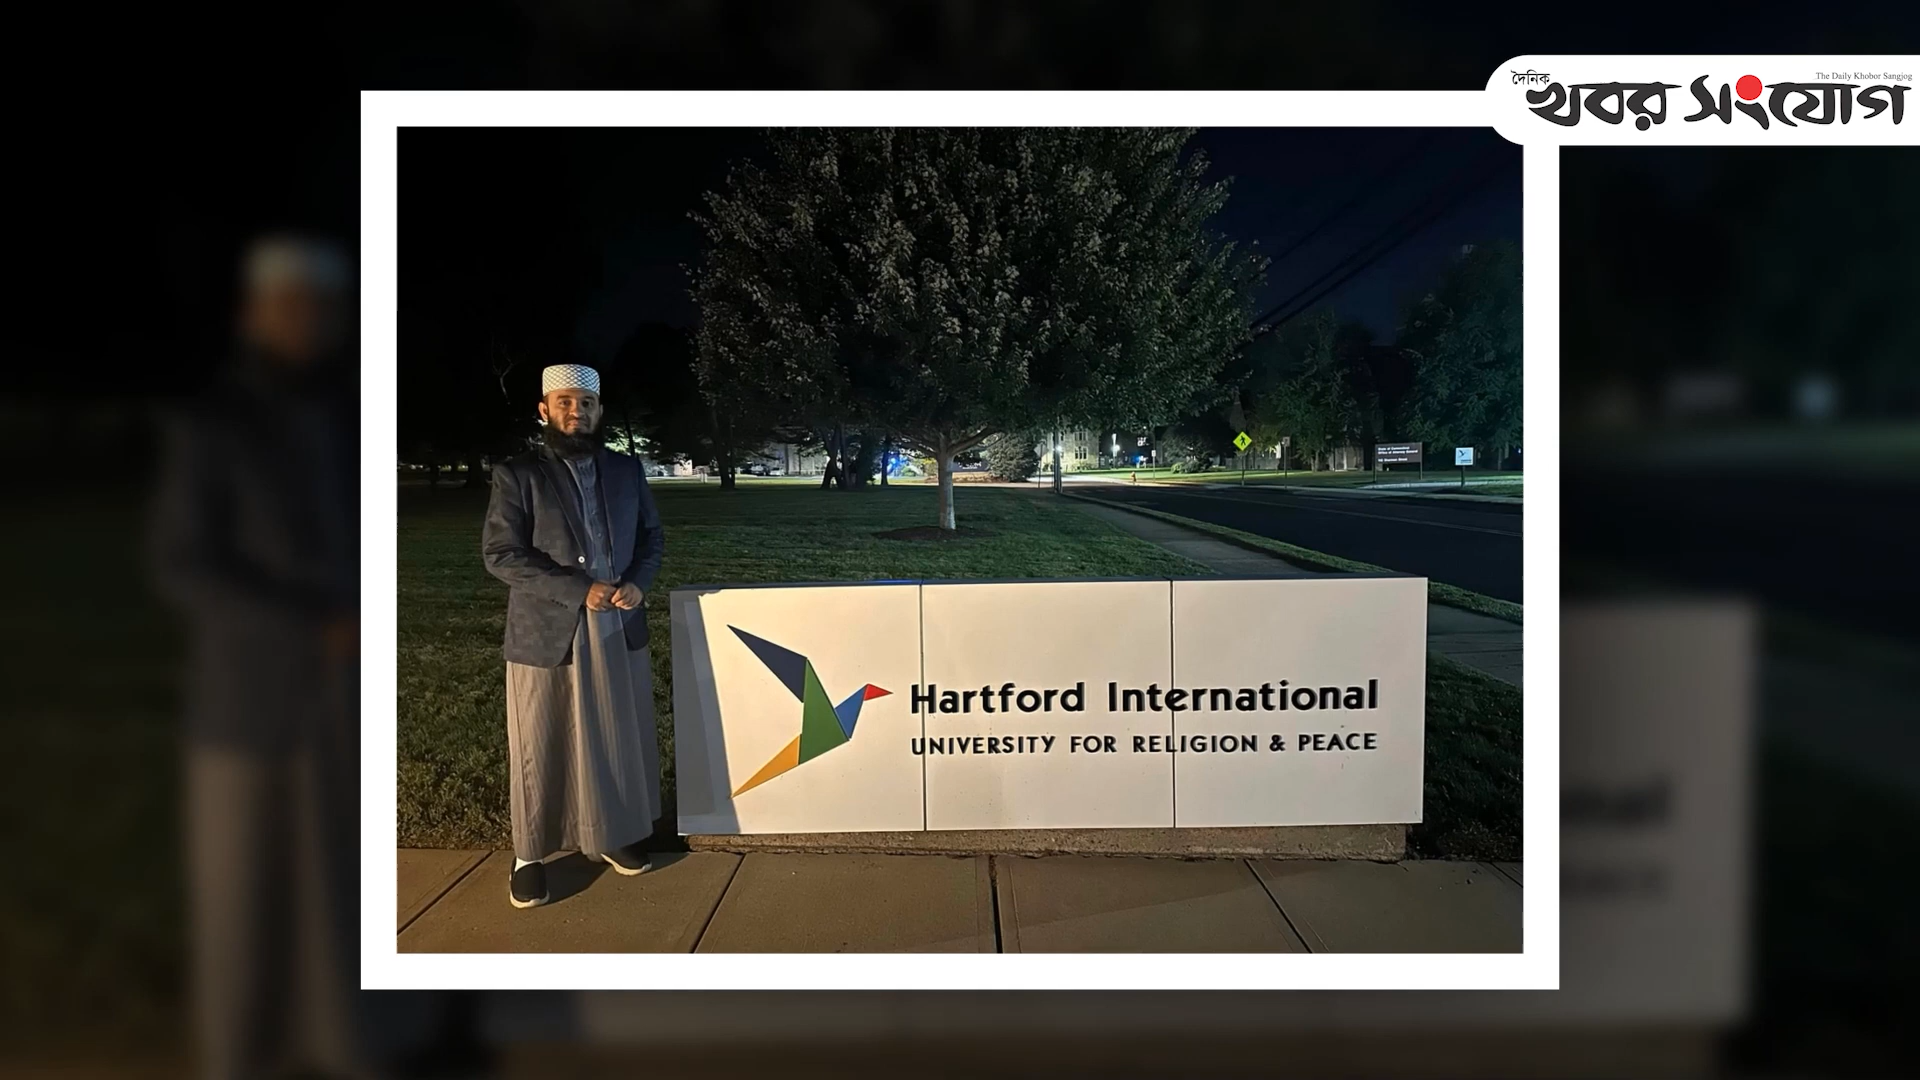 দৈনিক
The Daily Khobor Sangjog
খবর সংযোগ
Hartford International
UNIVERSITY FOR RELIGION & PEACE